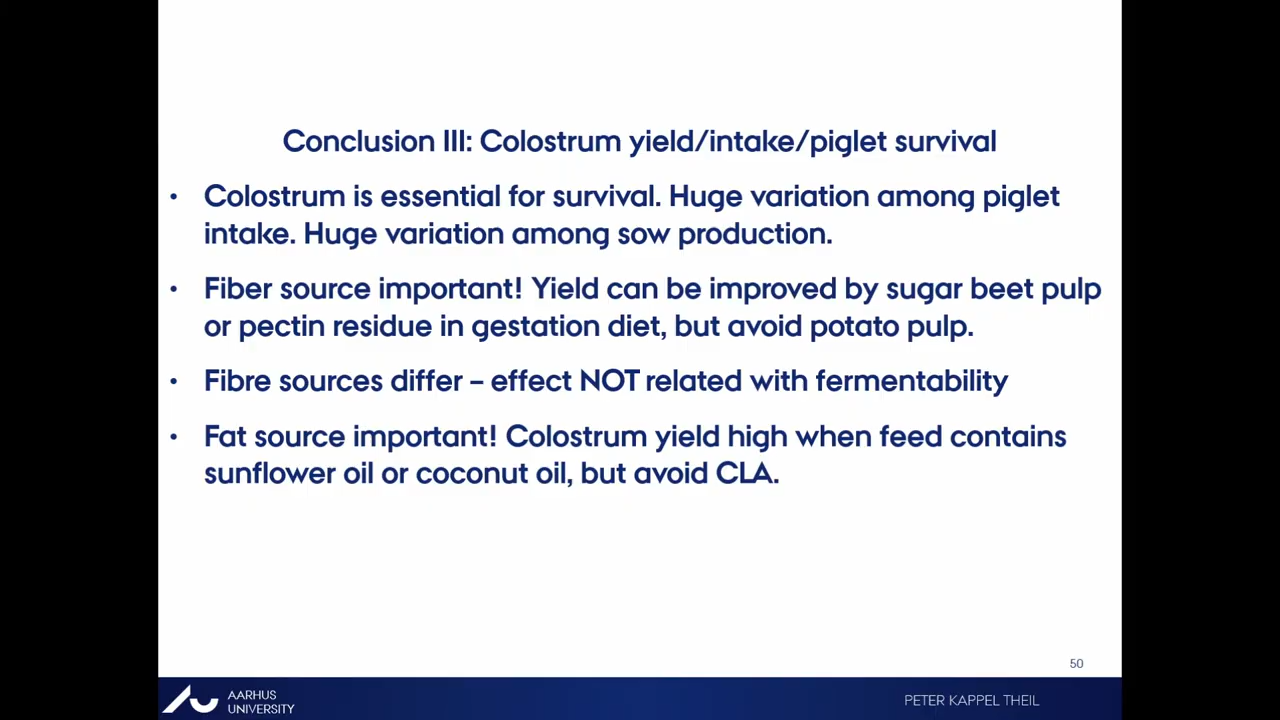 Conclusion III: Colostrum yield/intake/piglet survival
• Colostrum is essential for survival. Huge variation among piglet
intake. Huge variation among sow production.
• Fiber source important! Yield can be improved by sugar beet pulp
or pectin residue in gestation diet, but avoid potato pulp.
• Fibre sources differ – effect NOT related with fermentability
• Fat source important! Colostrum yield high when feed contains
sunflower oil or coconut oil, but avoid CLA.
50
AARHUS
UNIVERSITY
PETER KAPPEL THEIL